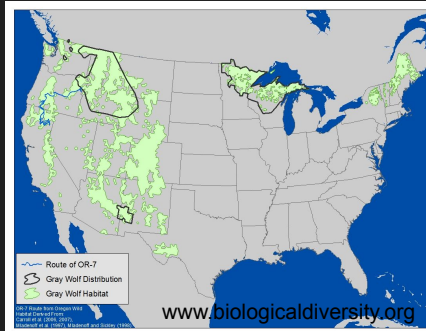 Route of OR-7
Gray Wolf Distribution
Gray Wolf Habitat
OR-7 Route from Oregon Wild
Habitat Derived From:
Carroll et al. (2006, 2007),
Mladenoff et al. (1997), Mladenoff and Sickley (1998)
www.biologicaldiversity.org